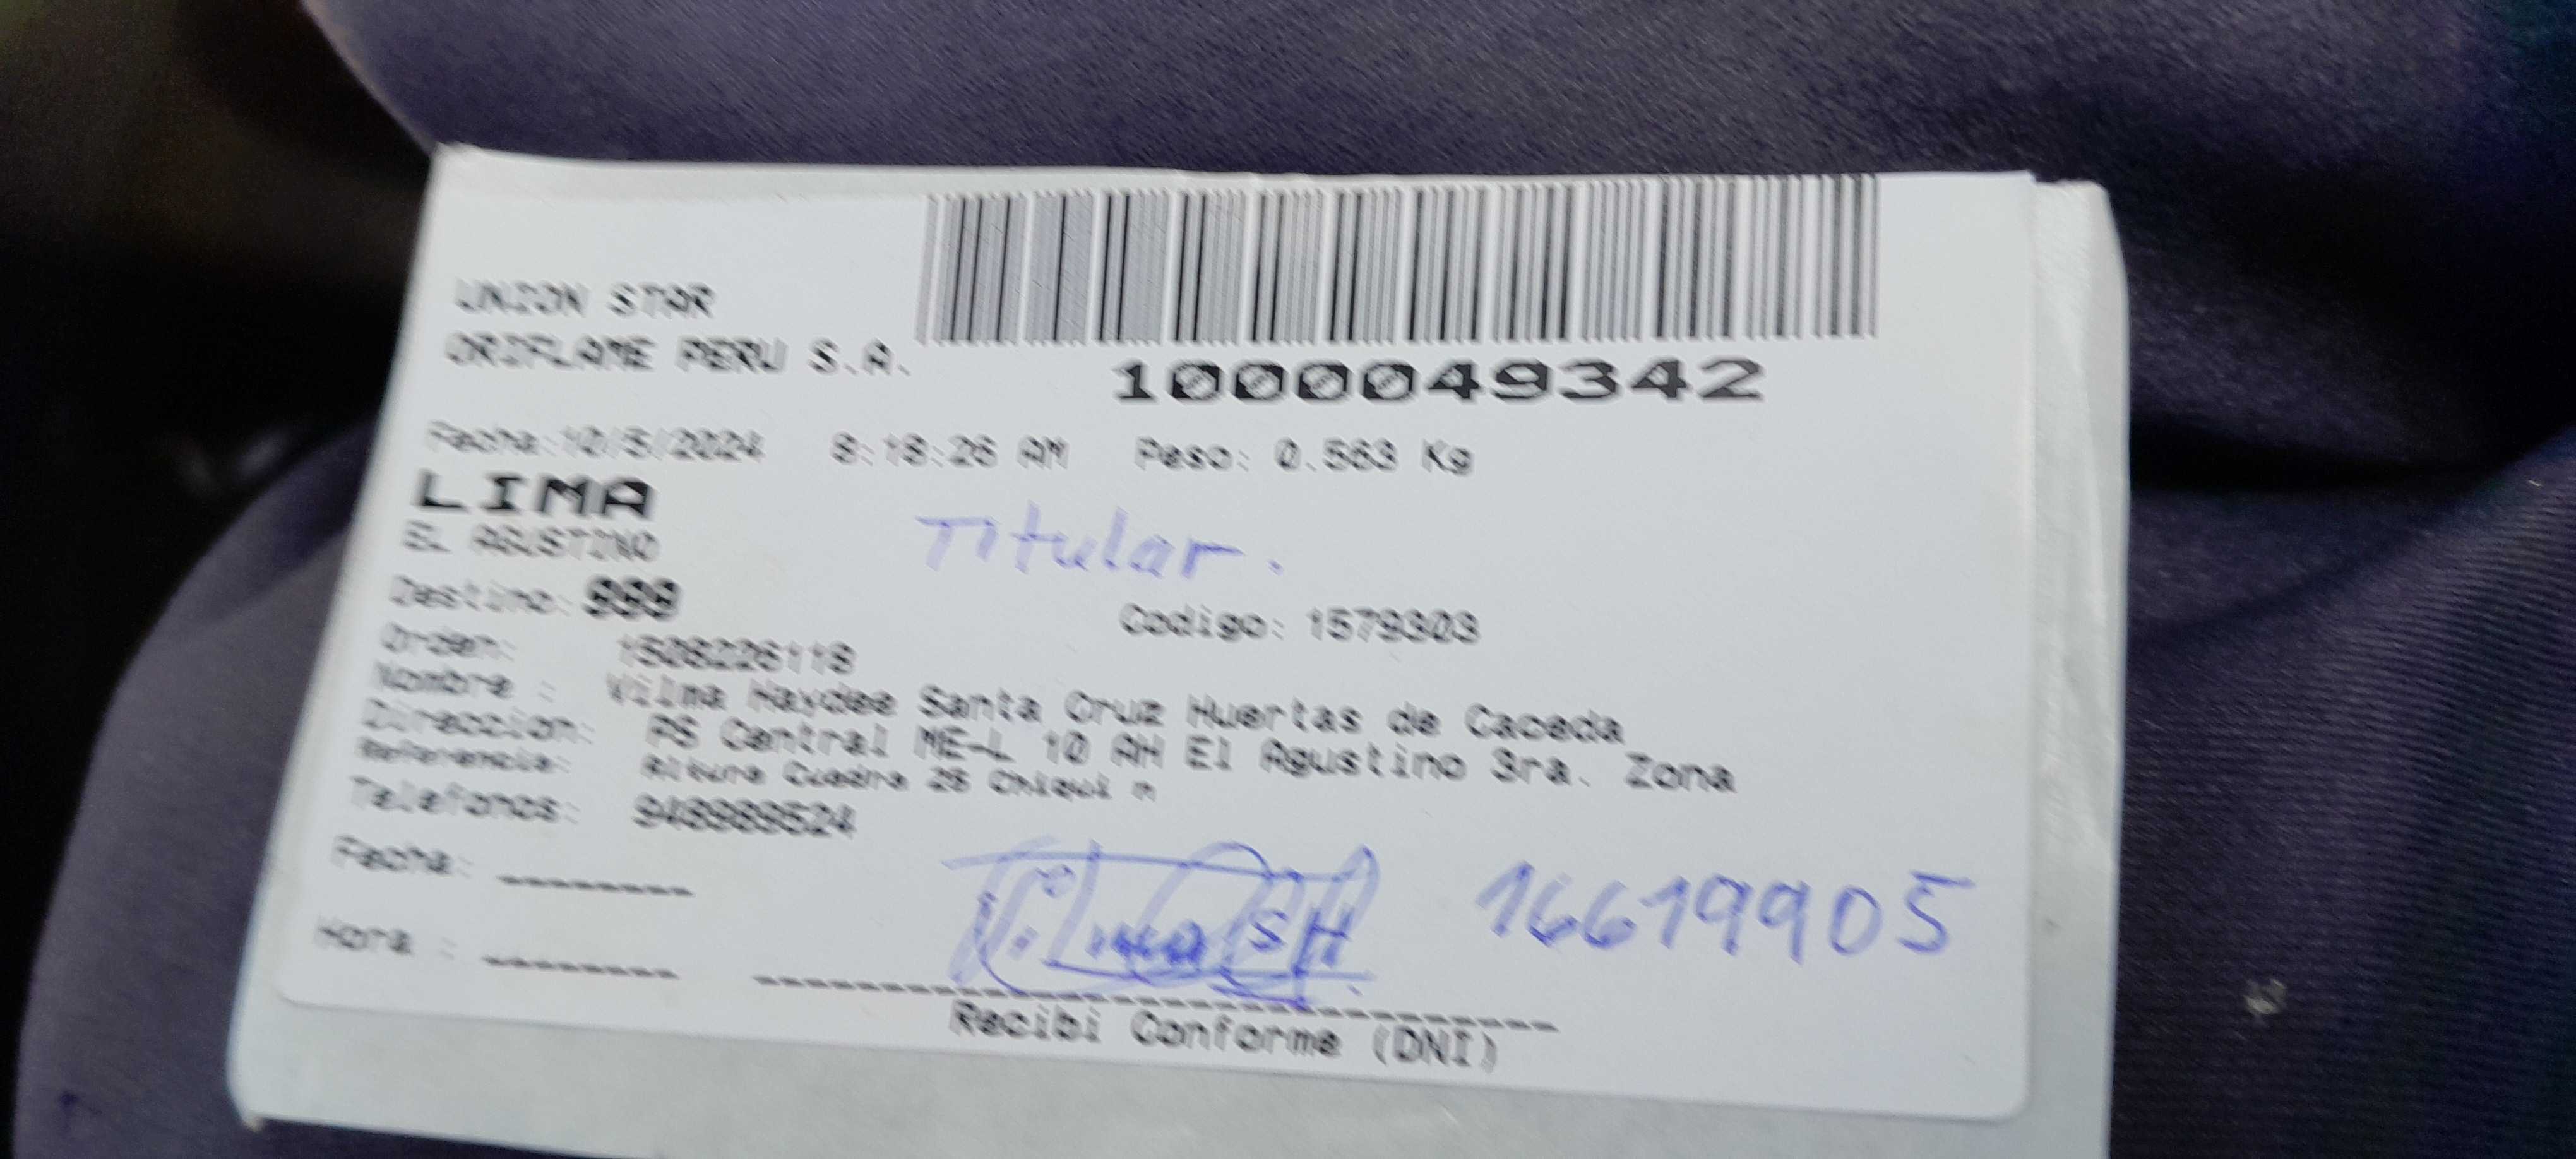 UNION STAR
ORIFLAME PERU S.A.
1000049342
Fecha:10/5/2024 8:18:26 AM Peso: 0.563 Kg
LIMA
EL AGUSTINO
Titular.
Destino: 999
Codigo: 1579303
Orden: 1508226118
Nombre : Vilma Haydee Santa Cruz Huertas de Caceda
Direccion: PS Central ME-L 10 AH El Agustino 3ra. Zona
Referencia: Altura Cuadra 26 Chiqui n
Telefonos: 948989524
Fecha: ________
Vilma S H 16619905
Hora : ________
Recibi Conforme (DNI)